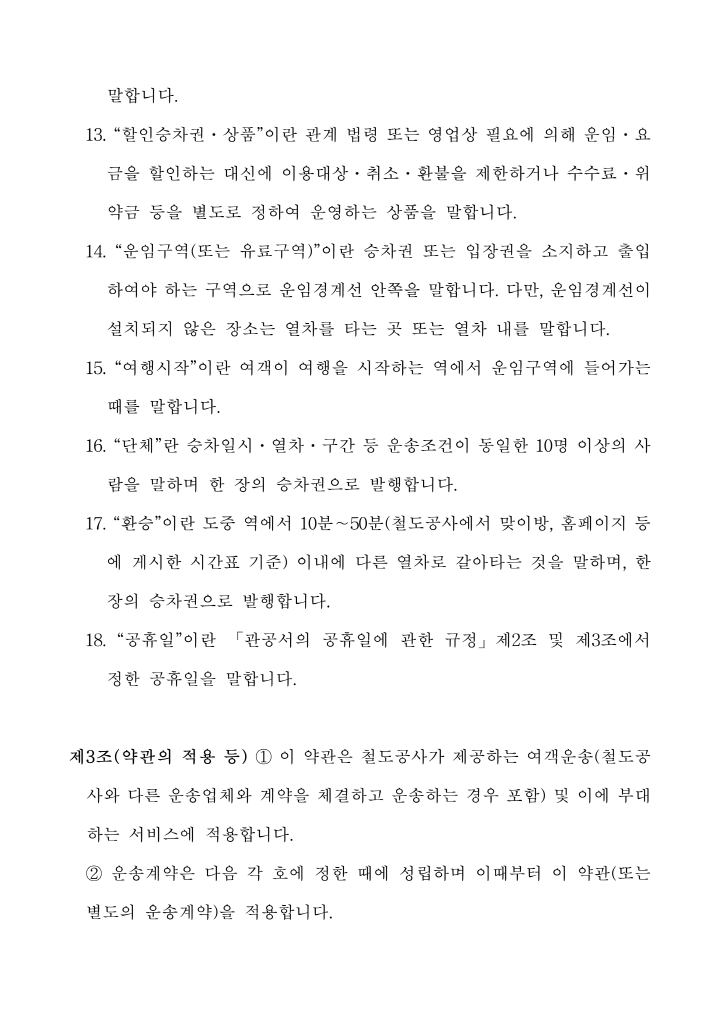 말합니다.
13. “할인승차권・상품”이란 관계 법령 또는 영업상 필요에 의해 운임・요
금을 할인하는 대신에 이용대상・취소・환불을 제한하거나 수수료・위
약금 등을 별도로 정하여 운영하는 상품을 말합니다.
14. “운임구역(또는 유료구역)”이란 승차권 또는 입장권을 소지하고 출입
하여야 하는 구역으로 운임경계선 안쪽을 말합니다. 다만, 운임경계선이
설치되지 않은 장소는 열차를 타는 곳 또는 열차 내를 말합니다.
15. “여행시작”이란 여객이 여행을 시작하는 역에서 운임구역에 들어가는
때를 말합니다.
16. “단체”란 승차일시・열차・구간 등 운송조건이 동일한 10명 이상의 사
람을 말하며 한 장의 승차권으로 발행합니다.
17. “환승”이란 도중 역에서 10분～50분(철도공사에서 맞이방, 홈페이지 등
에 게시한 시간표 기준) 이내에 다른 열차로 갈아타는 것을 말하며, 한
장의 승차권으로 발행합니다.
18. “공휴일”이란 「관공서의 공휴일에 관한 규정」제2조 및 제3조에서
정한 공휴일을 말합니다.
제3조(약관의 적용 등) ① 이 약관은 철도공사가 제공하는 여객운송(철도공
사와 다른 운송업체와 계약을 체결하고 운송하는 경우 포함) 및 이에 부대
하는 서비스에 적용합니다.
② 운송계약은 다음 각 호에 정한 때에 성립하며 이때부터 이 약관(또는
별도의 운송계약)을 적용합니다.